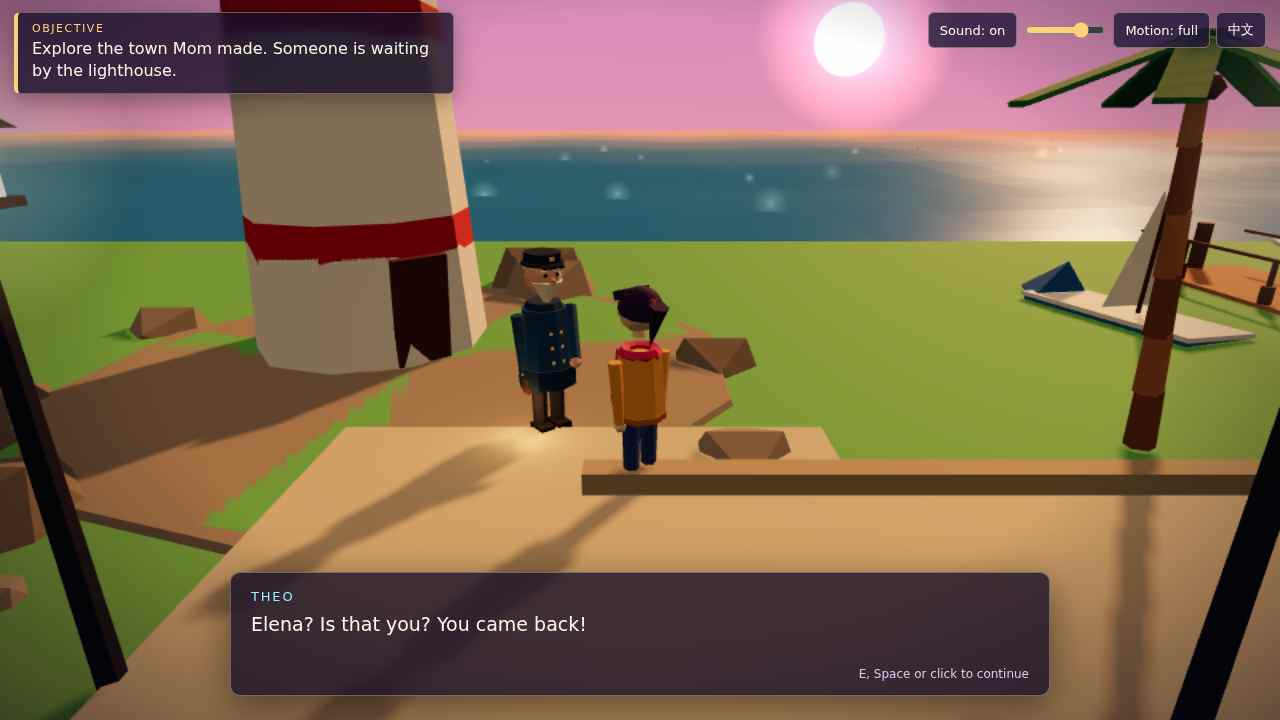 OBJECTIVE
Explore the town Mom made. Someone is waiting
by the lighthouse.
Sound: on
Motion: full
中文
THEO
Elena? Is that you? You came back!
E, Space or click to continue